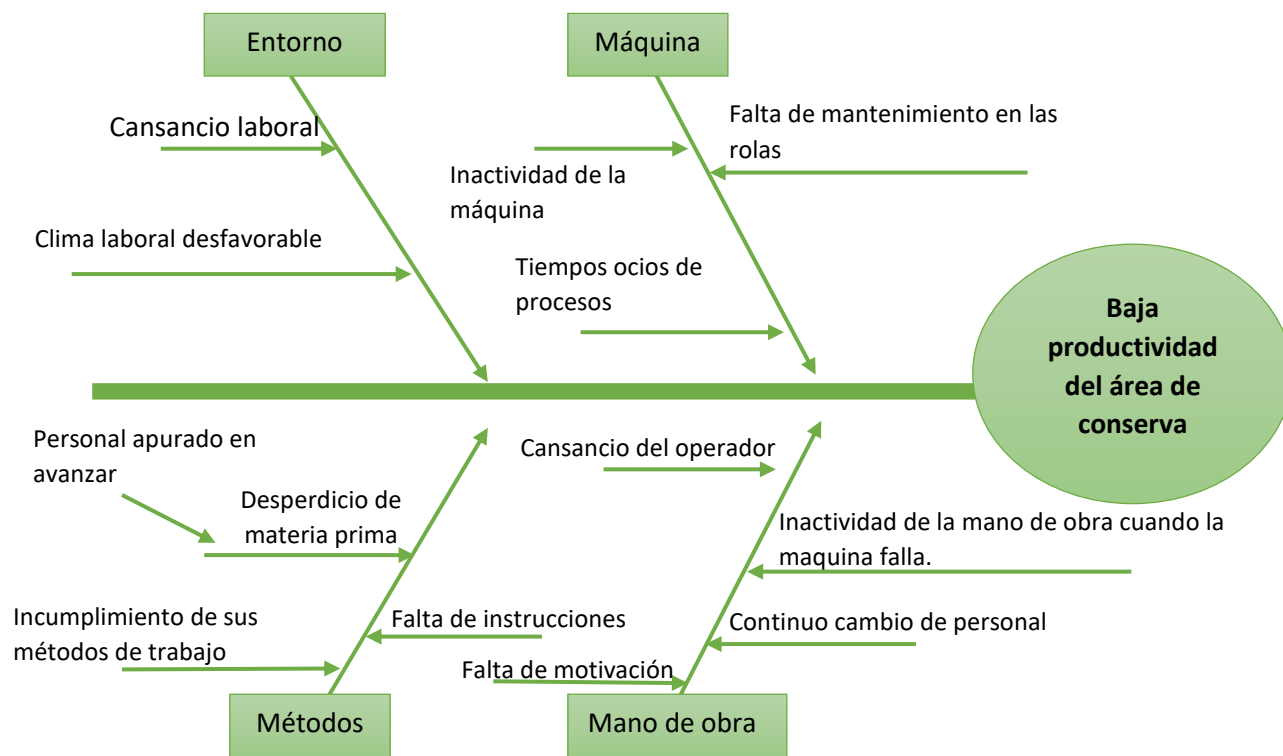 Entorno
Máquina
Cansancio laboral
Falta de mantenimiento en las
rolas
Inactividad de la
máquina
Clima laboral desfavorable
Tiempos ocios de
procesos
Baja
productividad
del área de
conserva
Personal apurado en
avanzar
Cansancio del operador
Desperdicio de
materia prima
Inactividad de la mano de obra cuando la
maquina falla.
Incumplimiento de sus
métodos de trabajo
Falta de instrucciones
Continuo cambio de personal
Falta de motivación
Métodos
Mano de obra